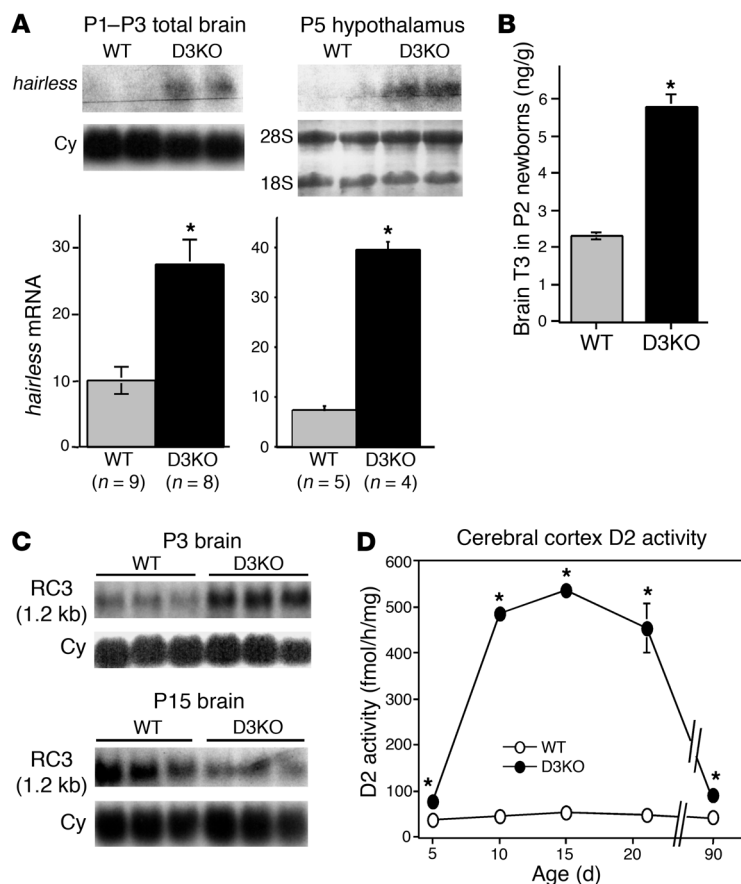 A
P1–P3 total brain
P5 hypothalamus
WT D3KO
WT D3KO
hairless
Cy
28S
18S
hairless mRNA
30
20
10
0
40
30
20
10
0
*
*
WT D3KO
(n = 9) (n = 8)
WT D3KO
(n = 5) (n = 4)
B
Brain T3 in P2 newborns (ng/g)
7
6
5
4
3
2
1
0
*
WT D3KO
C
P3 brain
WT D3KO
RC3
(1.2 kb)
Cy
P15 brain
WT D3KO
RC3
(1.2 kb)
Cy
D
Cerebral cortex D2 activity
D2 activity (fmol/h/mg)
600
500
400
300
200
100
0
* * * * *
WT
D3KO
5 10 15 20 90
Age (d)